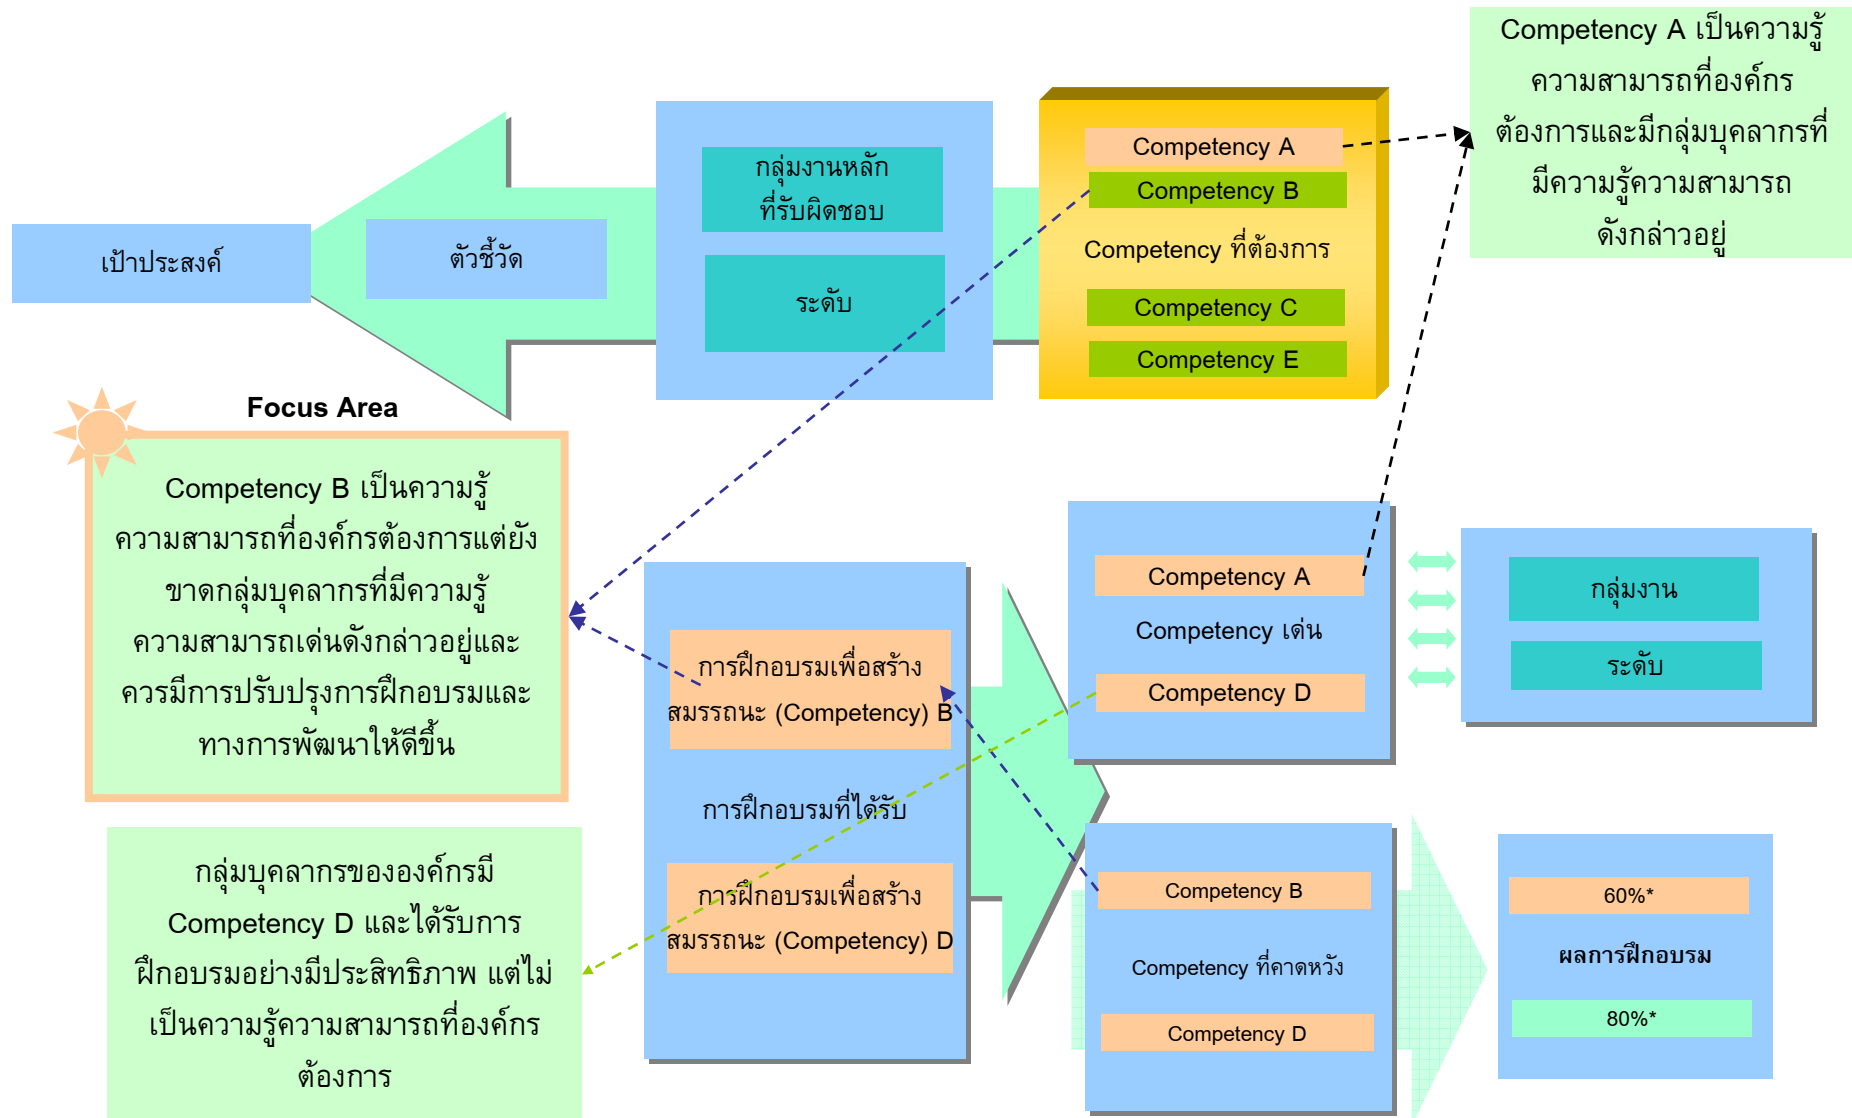 Competency A เป็นความรู้
ความสามารถที่องค์กร
ต้องการและมีกลุ่มบุคลากรที่
มีความรู้ความสามารถ
ดังกล่าวอยู่
เป้าประสงค์
ตัวชี้วัด
กลุ่มงานหลัก
ที่รับผิดชอบ
ระดับ
Competency A
Competency B
Competency ที่ต้องการ
Competency C
Competency E
Focus Area
Competency B เป็นความรู้
ความสามารถที่องค์กรต้องการแต่ยัง
ขาดกลุ่มบุคลากรที่มีความรู้
ความสามารถเด่นดังกล่าวอยู่และ
ควรมีการปรับปรุงการฝึกอบรมและ
ทางการพัฒนาให้ดีขึ้น
การฝึกอบรมเพื่อสร้าง
สมรรถนะ (Competency) B
การฝึกอบรมที่ได้รับ
การฝึกอบรมเพื่อสร้าง
สมรรถนะ (Competency) D
Competency A
Competency เด่น
Competency D
กลุ่มงาน
ระดับ
กลุ่มบุคลากรขององค์กรมี
Competency D และได้รับการ
ฝึกอบรมอย่างมีประสิทธิภาพ แต่ไม่
เป็นความรู้ความสามารถที่องค์กร
ต้องการ
Competency B
Competency ที่คาดหวัง
Competency D
60%*
ผลการฝึกอบรม
80%*